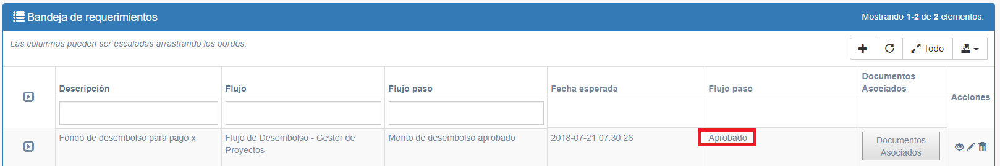 Bandeja de requerimientos
Mostrando 1-2 de 2 elementos.
Las columnas pueden ser escaladas arrastrando los bordes.
Todo
Descripción
Flujo
Flujo paso
Fecha esperada
Flujo paso
Documentos
Asociados
Acciones
Fondo de desembolso para pago x
Flujo de Desembolso - Gestor de
Proyectos
Monto de desembolso aprobado
2018-07-21 07:30:26
Aprobado
Documentos
Asociados